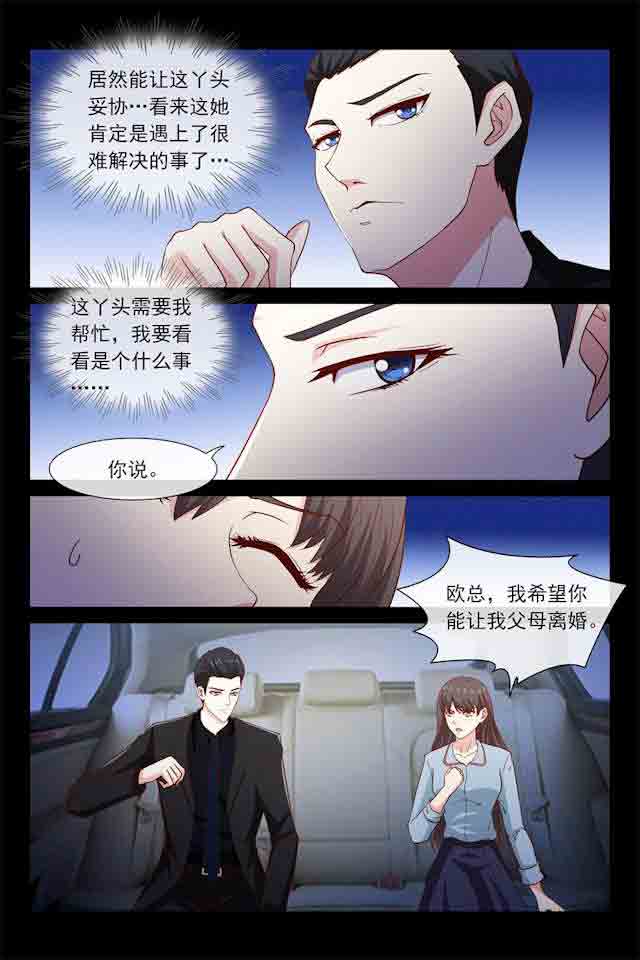 居然能让这丫头
妥协…看来这她
肯定是遇上了很
难解决的事了…
这丫头需要我
帮忙，我要看
看是个什么事
……
你说。
欧总，我希望你
能让我父母离婚。